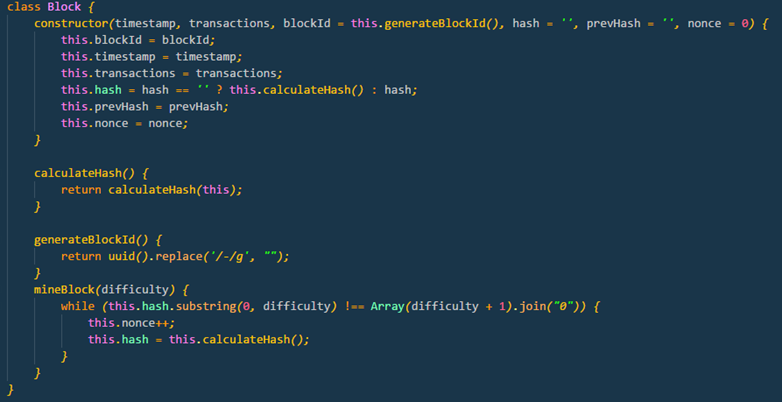 class Block {
    constructor(timestamp, transactions, blockId = this.generateBlockId(), hash = '', prevHash = '', nonce = 0) {
        this.blockId = blockId;
        this.timestamp = timestamp;
        this.transactions = transactions;
        this.hash = hash == '' ? this.calculateHash() : hash;
        this.prevHash = prevHash;
        this.nonce = nonce;
    }

    calculateHash() {
        return calculateHash(this);
    }

    generateBlockId() {
        return uuid().replace('/-/g', "");
    }
    mineBlock(difficulty) {
        while (this.hash.substring(0, difficulty) !== Array(difficulty + 1).join("0")) {
            this.nonce++;
            this.hash = this.calculateHash();
        }
    }
}